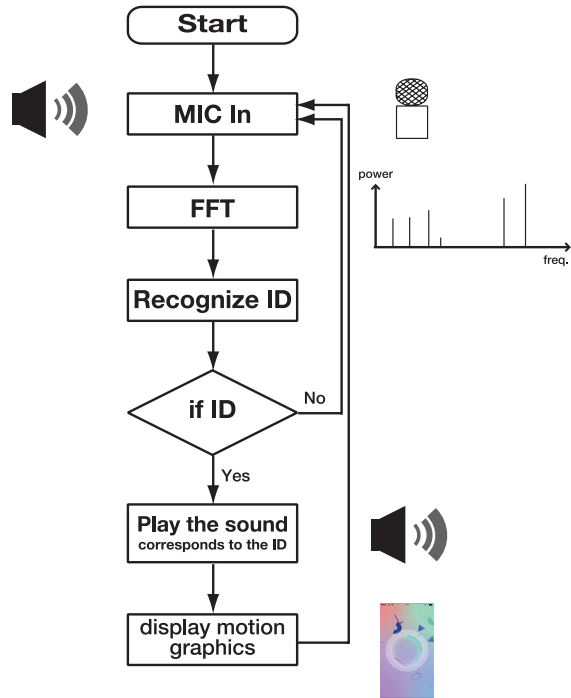 Start
MIC In
power
FFT
freq.
Recognize ID
if ID
No
Yes
Play the sound
corresponds to the ID
display motion
graphics